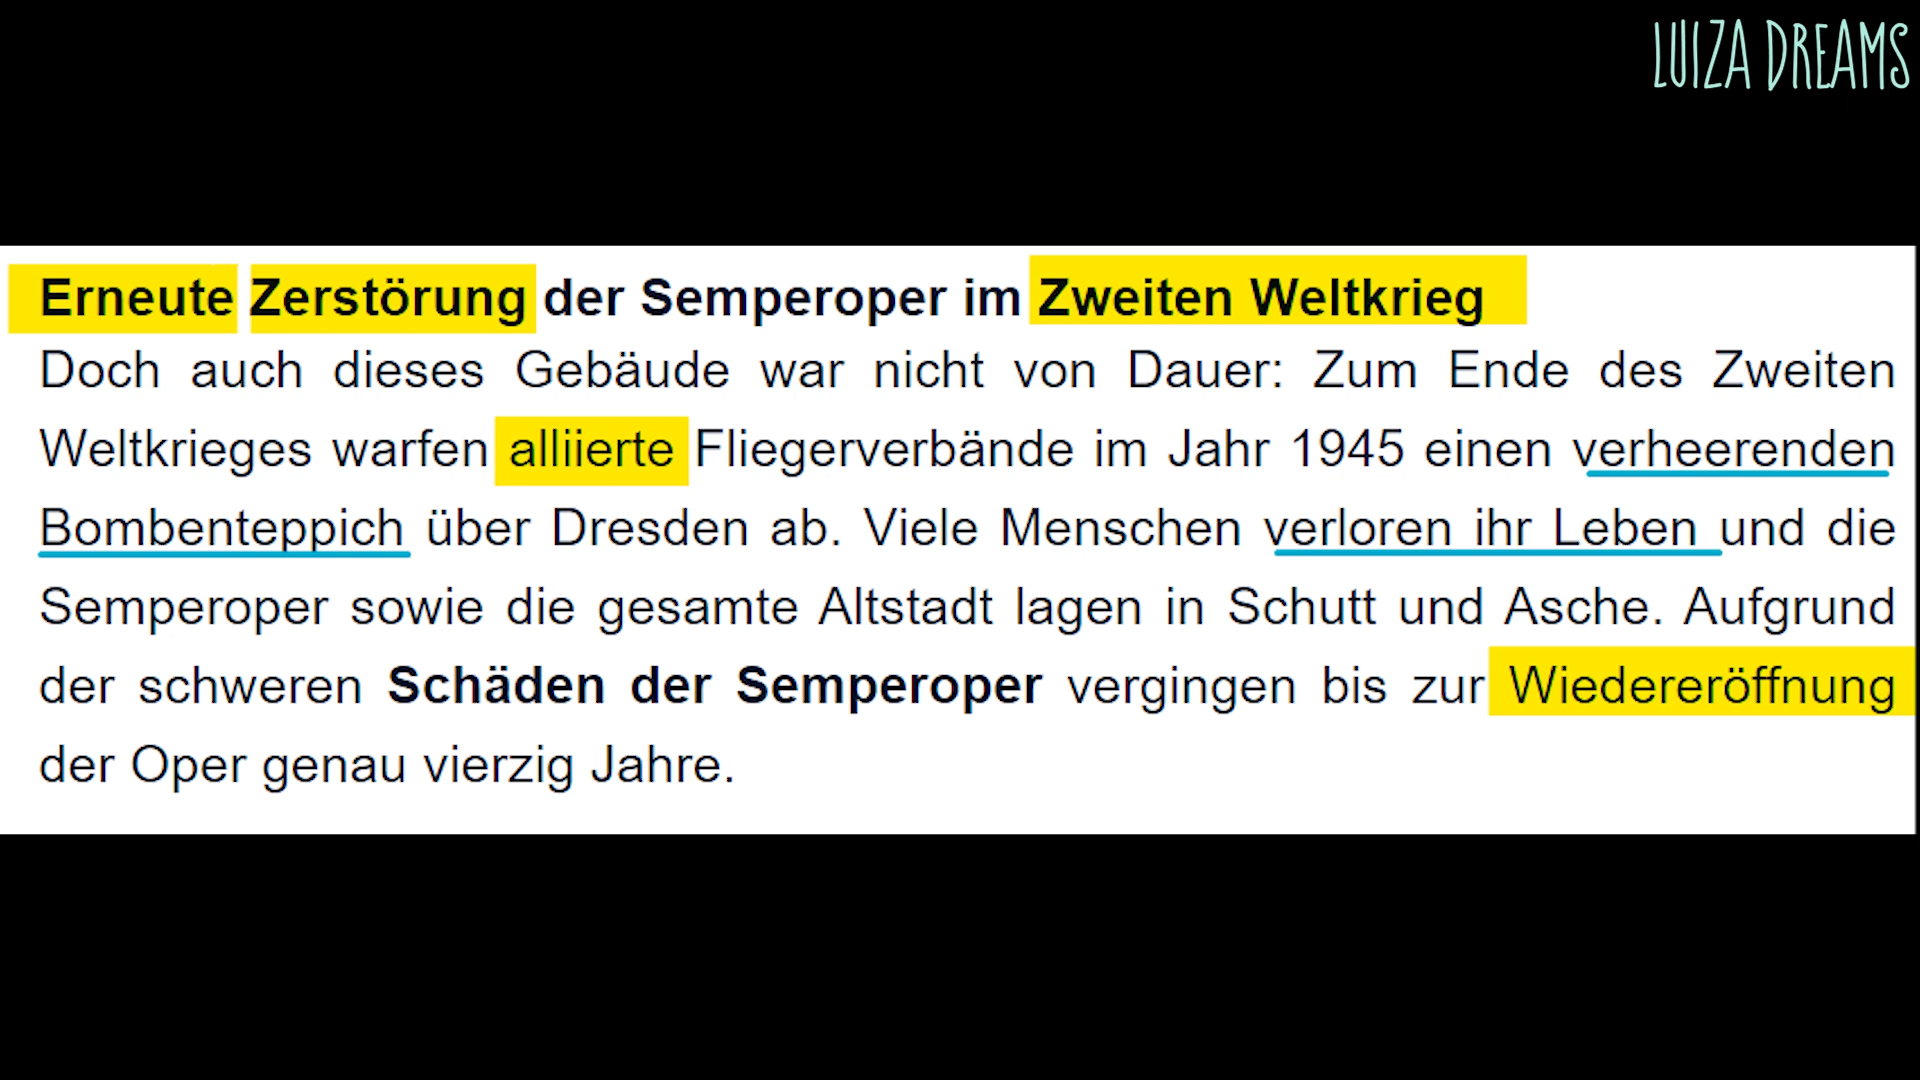 LUIZA DREAMS
Erneute Zerstörung der Semperoper im Zweiten Weltkrieg
Doch auch dieses Gebäude war nicht von Dauer: Zum Ende des Zweiten
Weltkrieges warfen alliierte Fliegerverbände im Jahr 1945 einen verheerenden
Bombenteppich über Dresden ab. Viele Menschen verloren ihr Leben und die
Semperoper sowie die gesamte Altstadt lagen in Schutt und Asche. Aufgrund
der schweren Schäden der Semperoper vergingen bis zur Wiedereröffnung
der Oper genau vierzig Jahre.